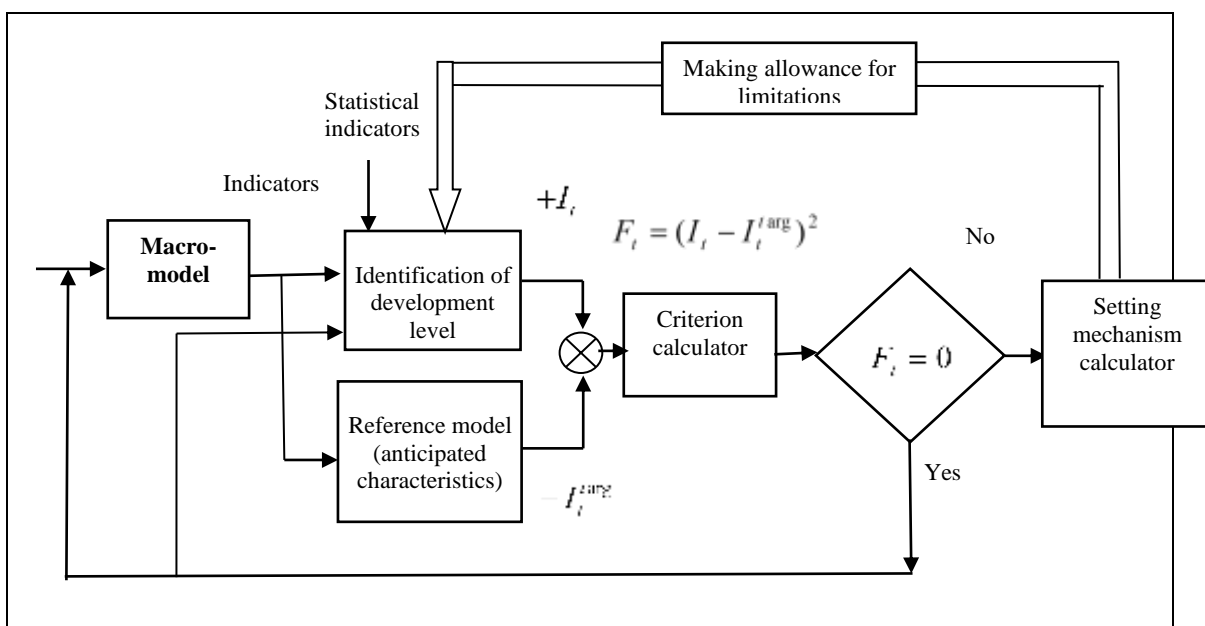 Making allowance for
limitations
Statistical
indicators
Indicators
+I_t
F_t = (I_t − I_t^{targ})^2
No
Macro-
model
Identification of
development
level
Criterion
calculator
F_t = 0
Setting
mechanism
calculator
Reference model
(anticipated
characteristics)
− I_t^{targ}
Yes